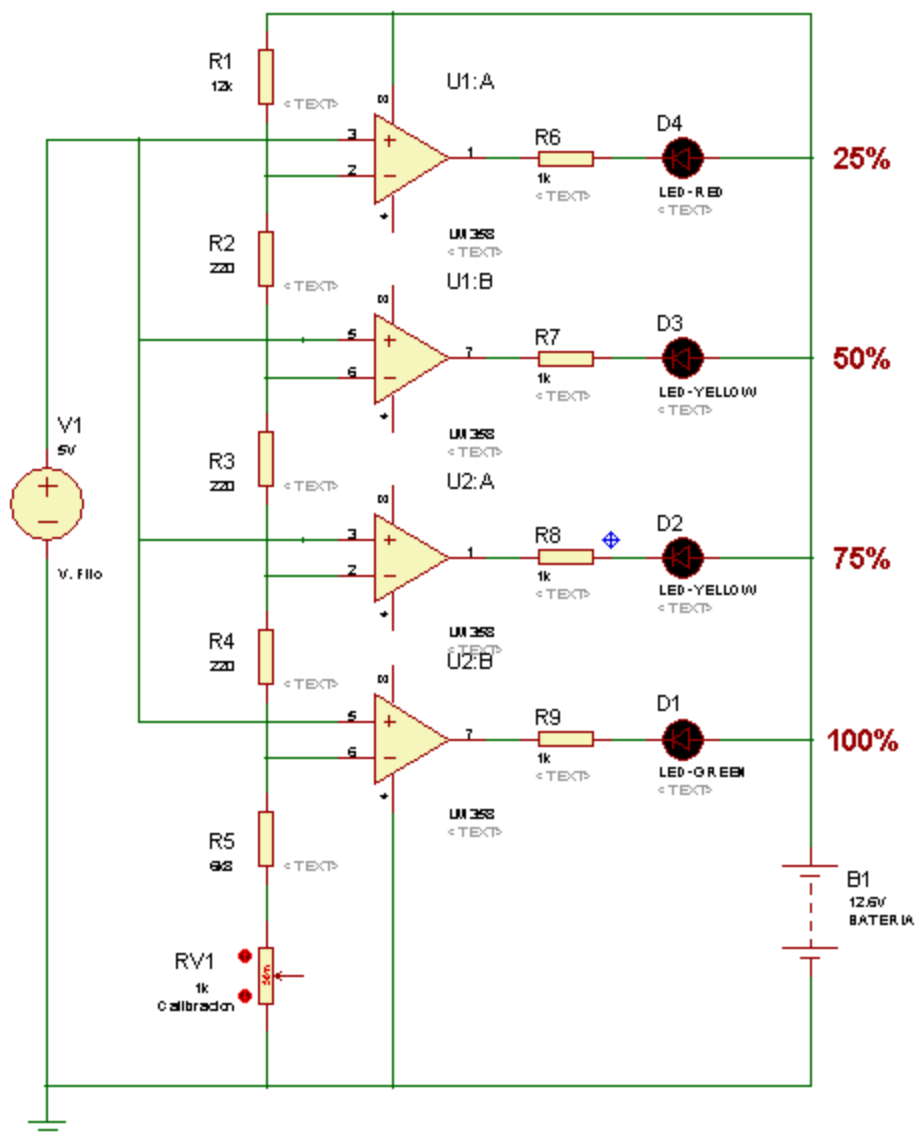 R1
12k
<TEXT>
U1:A
8
3
2
1
4
LM358
<TEXT>
R6
1k
<TEXT>
D4
LED-RED
<TEXT>
25%
R2
220
<TEXT>
U1:B
8
5
6
7
4
LM358
<TEXT>
R7
1k
<TEXT>
D3
LED-YELLOW
<TEXT>
50%
V1
5V
V. Fijo
R3
220
<TEXT>
U2:A
8
3
2
1
4
LM358
<TEXT>
R8
1k
<TEXT>
D2
LED-YELLOW
<TEXT>
75%
R4
220
<TEXT>
U2:B
8
5
6
7
4
LM358
<TEXT>
R9
1k
<TEXT>
D1
LED-GREEN
<TEXT>
100%
R5
6k8
<TEXT>
B1
12.6V
BATERIA
RV1
1k
Calibracion